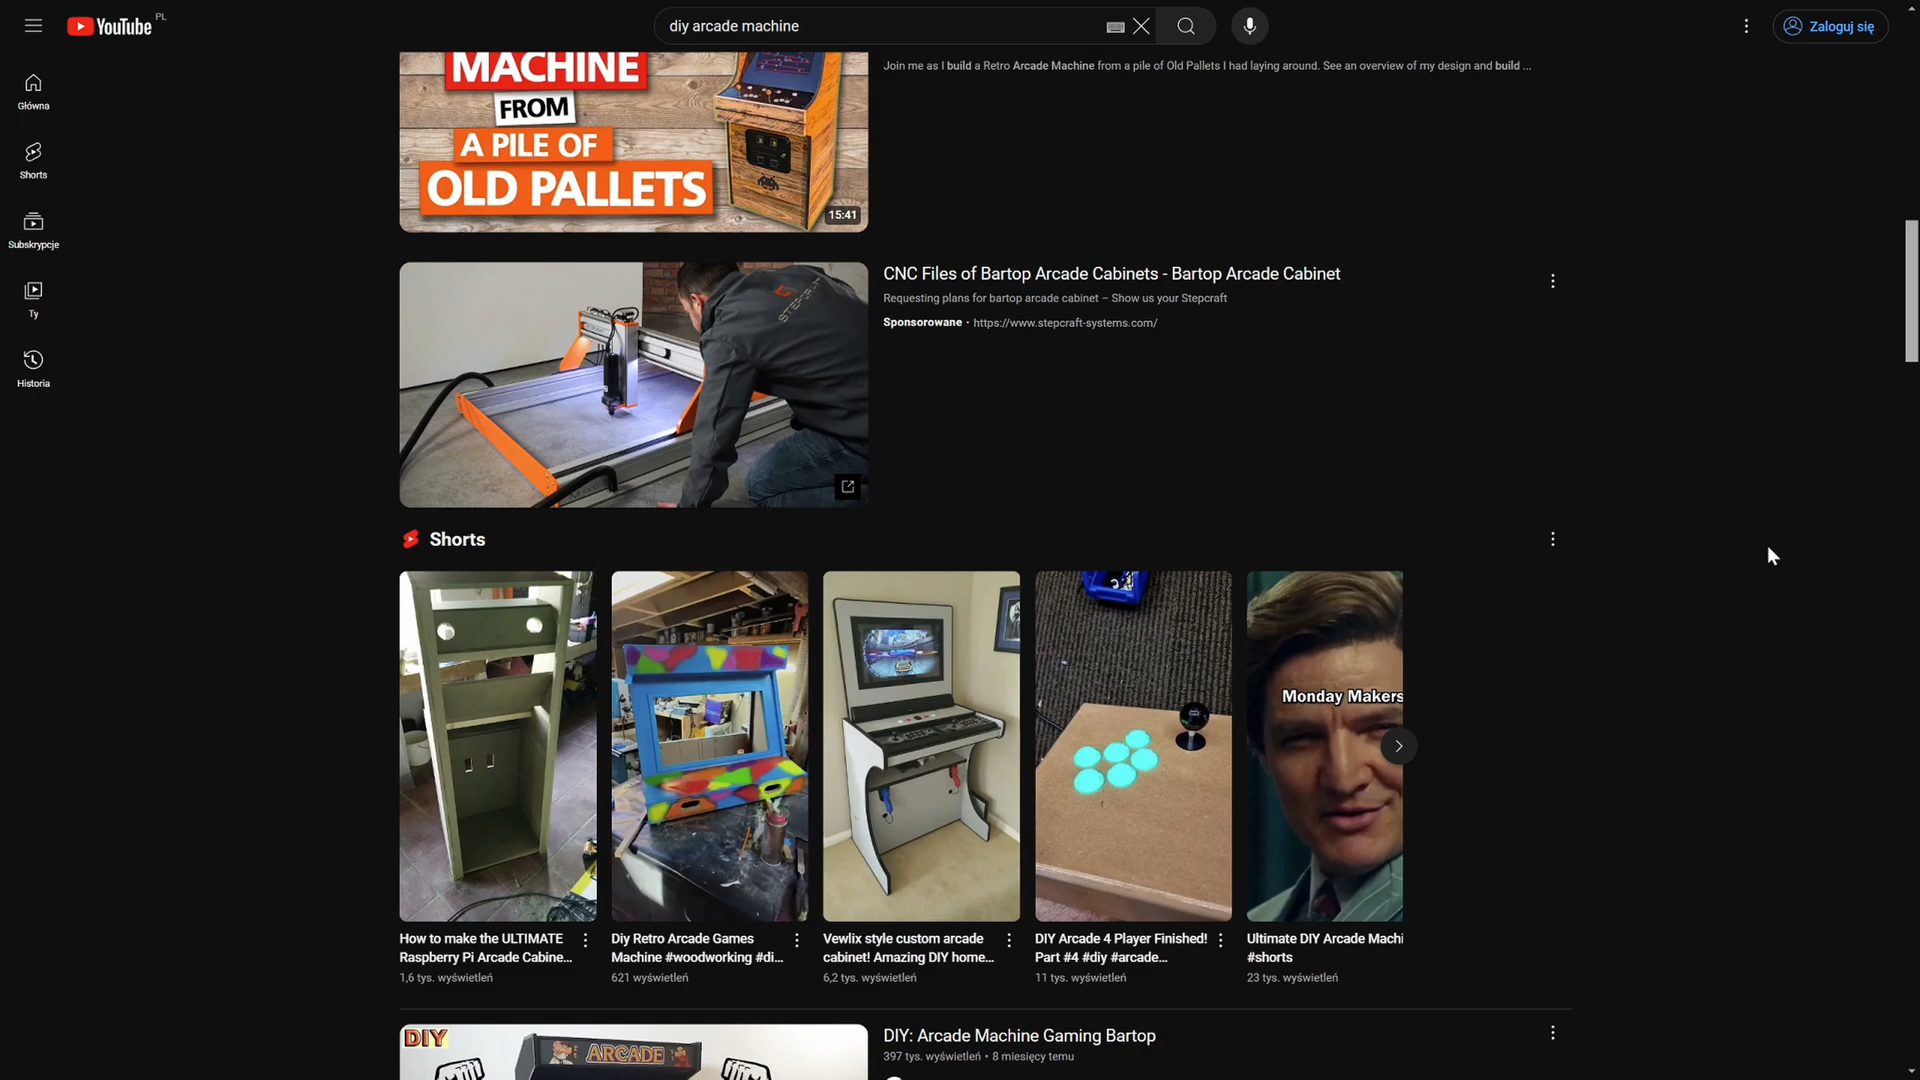 YouTube PL
diy arcade machine
Zaloguj się
Główna
Shorts
Subskrypcje
Ty
Historia
MACHINE
FROM
A PILE OF
OLD PALLETS
15:41
Join me as I build a Retro Arcade Machine from a pile of Old Pallets I had laying around. See an overview of my design and build ...
STEPCRAFT
CNC Files of Bartop Arcade Cabinets - Bartop Arcade Cabinet
Requesting plans for bartop arcade cabinet – Show us your Stepcraft
Sponsorowane · https://www.stepcraft-systems.com/
Shorts
Monday Makers
How to make the ULTIMATE
Raspberry Pi Arcade Cabine...
1,6 tys. wyświetleń
Diy Retro Arcade Games
Machine #woodworking #di...
621 wyświetleń
Vewlix style custom arcade
cabinet! Amazing DIY home...
6,2 tys. wyświetleń
DIY Arcade 4 Player Finished!
Part #4 #diy #arcade...
11 tys. wyświetleń
Ultimate DIY Arcade Machi
#shorts
23 tys. wyświetleń
DIY
ARCADE
DIY: Arcade Machine Gaming Bartop
397 tys. wyświetleń • 8 miesięcy temu